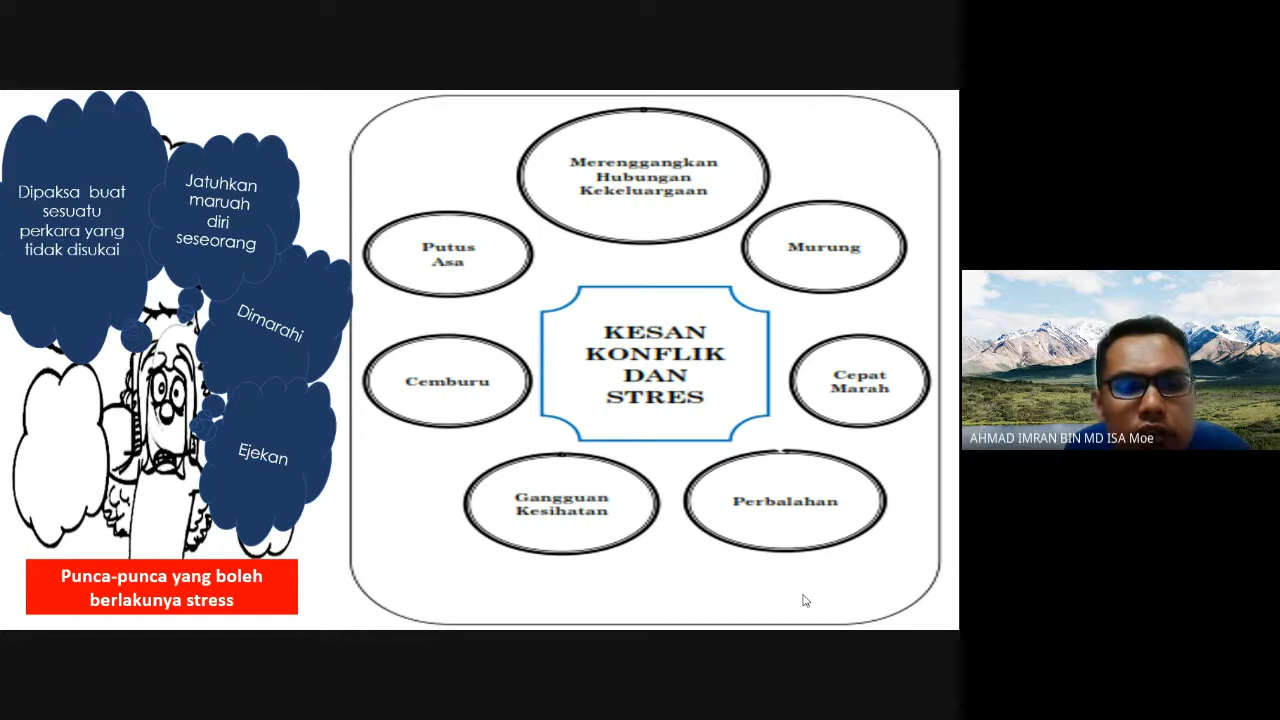 Dipaksa buat
sesuatu
perkara yang
tidak disukai
Jatuhkan
maruah
diri
seseorang
Dimarahi
Ejekan
Punca-punca yang boleh
berlakunya stress
Merenggangkan
Hubungan
Kekeluargaan
Putus
Asa
Murung
KESAN
KONFLIK
DAN
STRES
Cemburu
Cepat
Marah
Gangguan
Kesihatan
Perbalahan
AHMAD IMRAN BIN MD ISA Moe